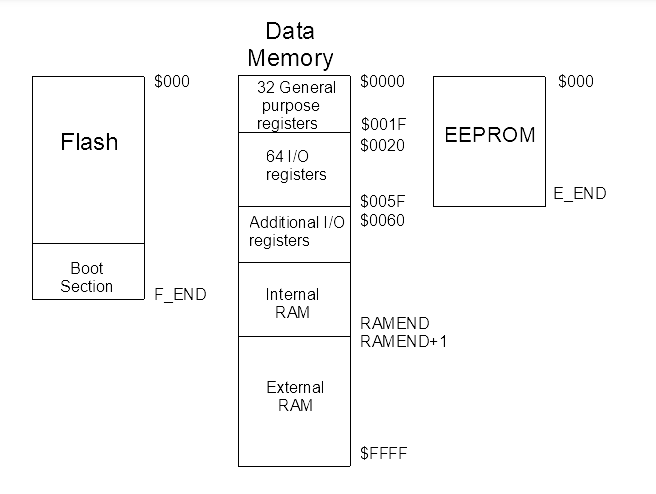 Data
Memory
$000
Flash
Boot
Section
F_END
32 General
purpose
registers
$0000
$001F
64 I/O
registers
$0020
$005F
Additional I/O
registers
$0060
Internal
RAM
RAMEND
RAMEND+1
External
RAM
$FFFF
$000
EEPROM
E_END